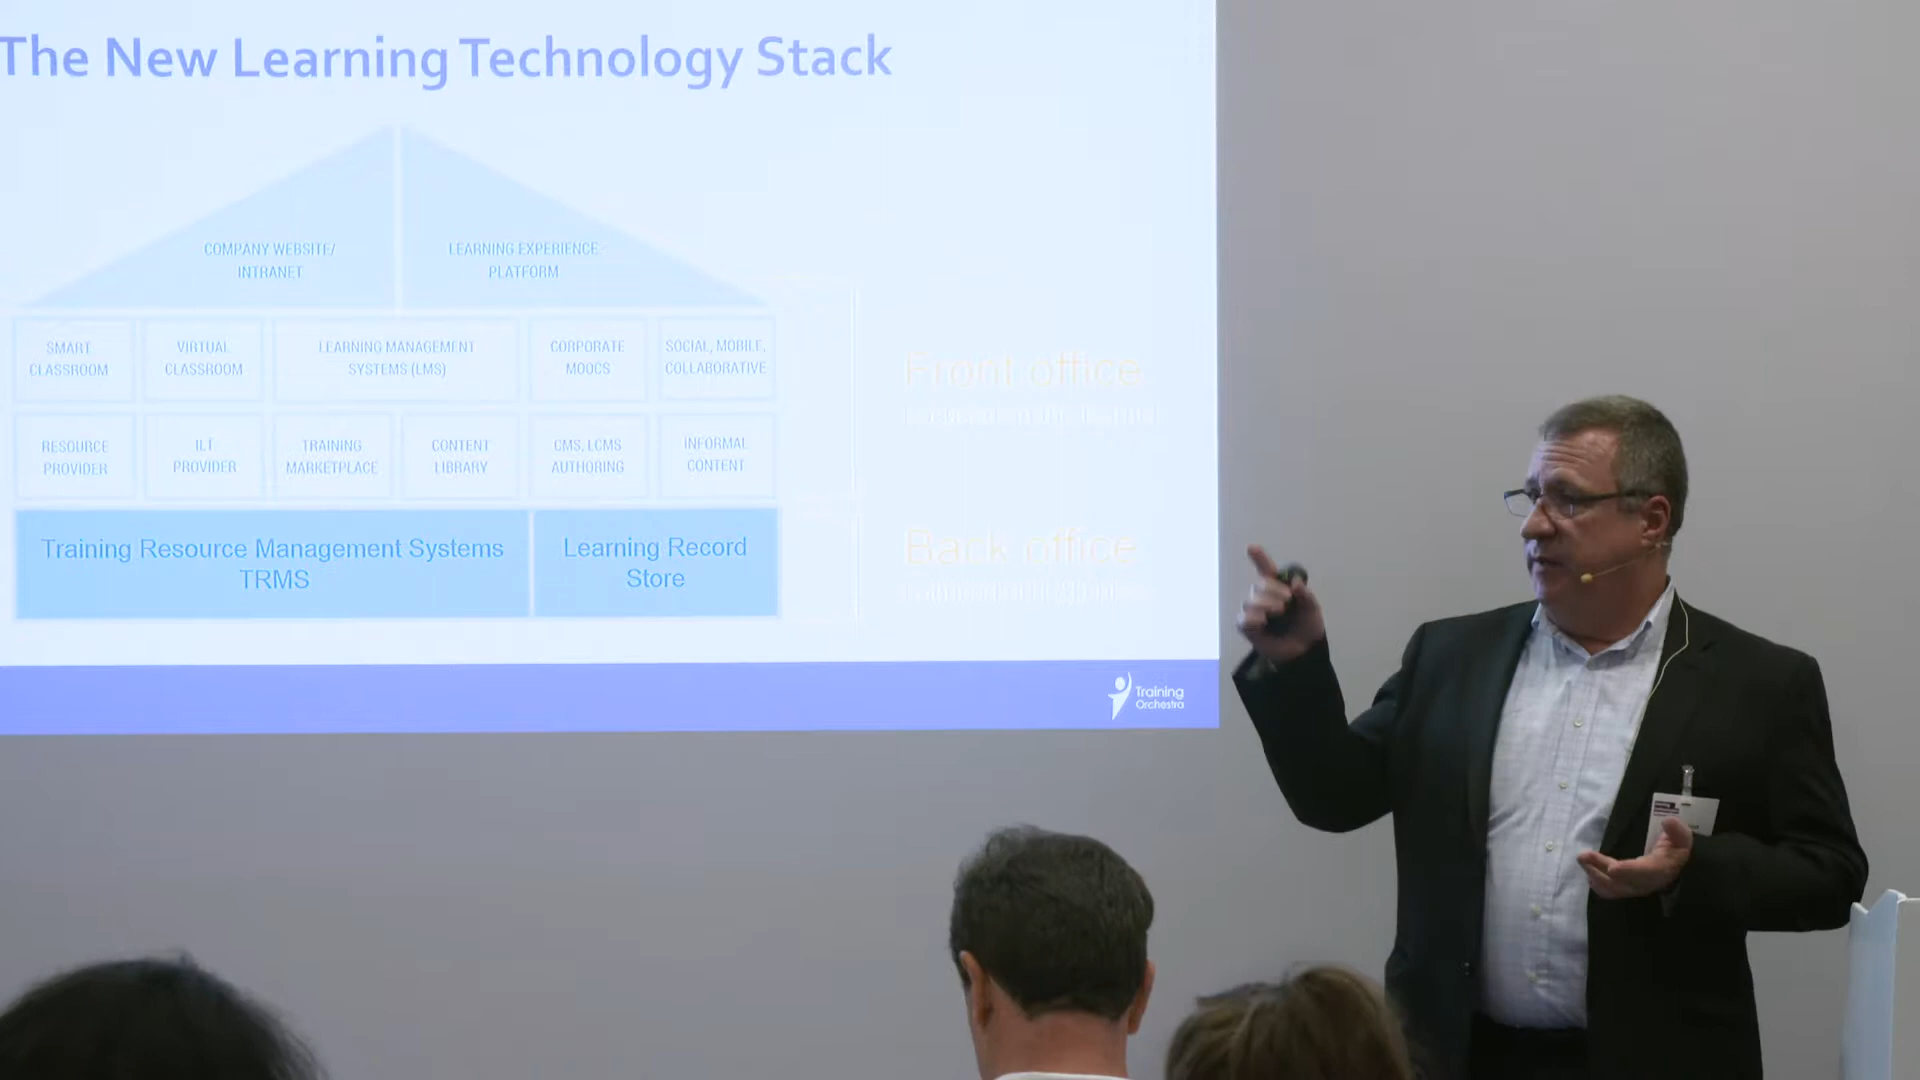 The New Learning Technology Stack
COMPANY WEBSITE/
INTRANET
LEARNING EXPERIENCE
PLATFORM
SMART
CLASSROOM
VIRTUAL
CLASSROOM
LEARNING MANAGEMENT
SYSTEMS (LMS)
CORPORATE
MOOCS
SOCIAL, MOBILE,
COLLABORATIVE
Front office
RESOURCE
PROVIDER
ILT
PROVIDER
TRAINING
MARKETPLACE
CONTENT
LIBRARY
CMS, LCMS
AUTHORING
INFORMAL
CONTENT
Training Resource Management Systems
TRMS
Learning Record
Store
Back office
Training
Orchestra